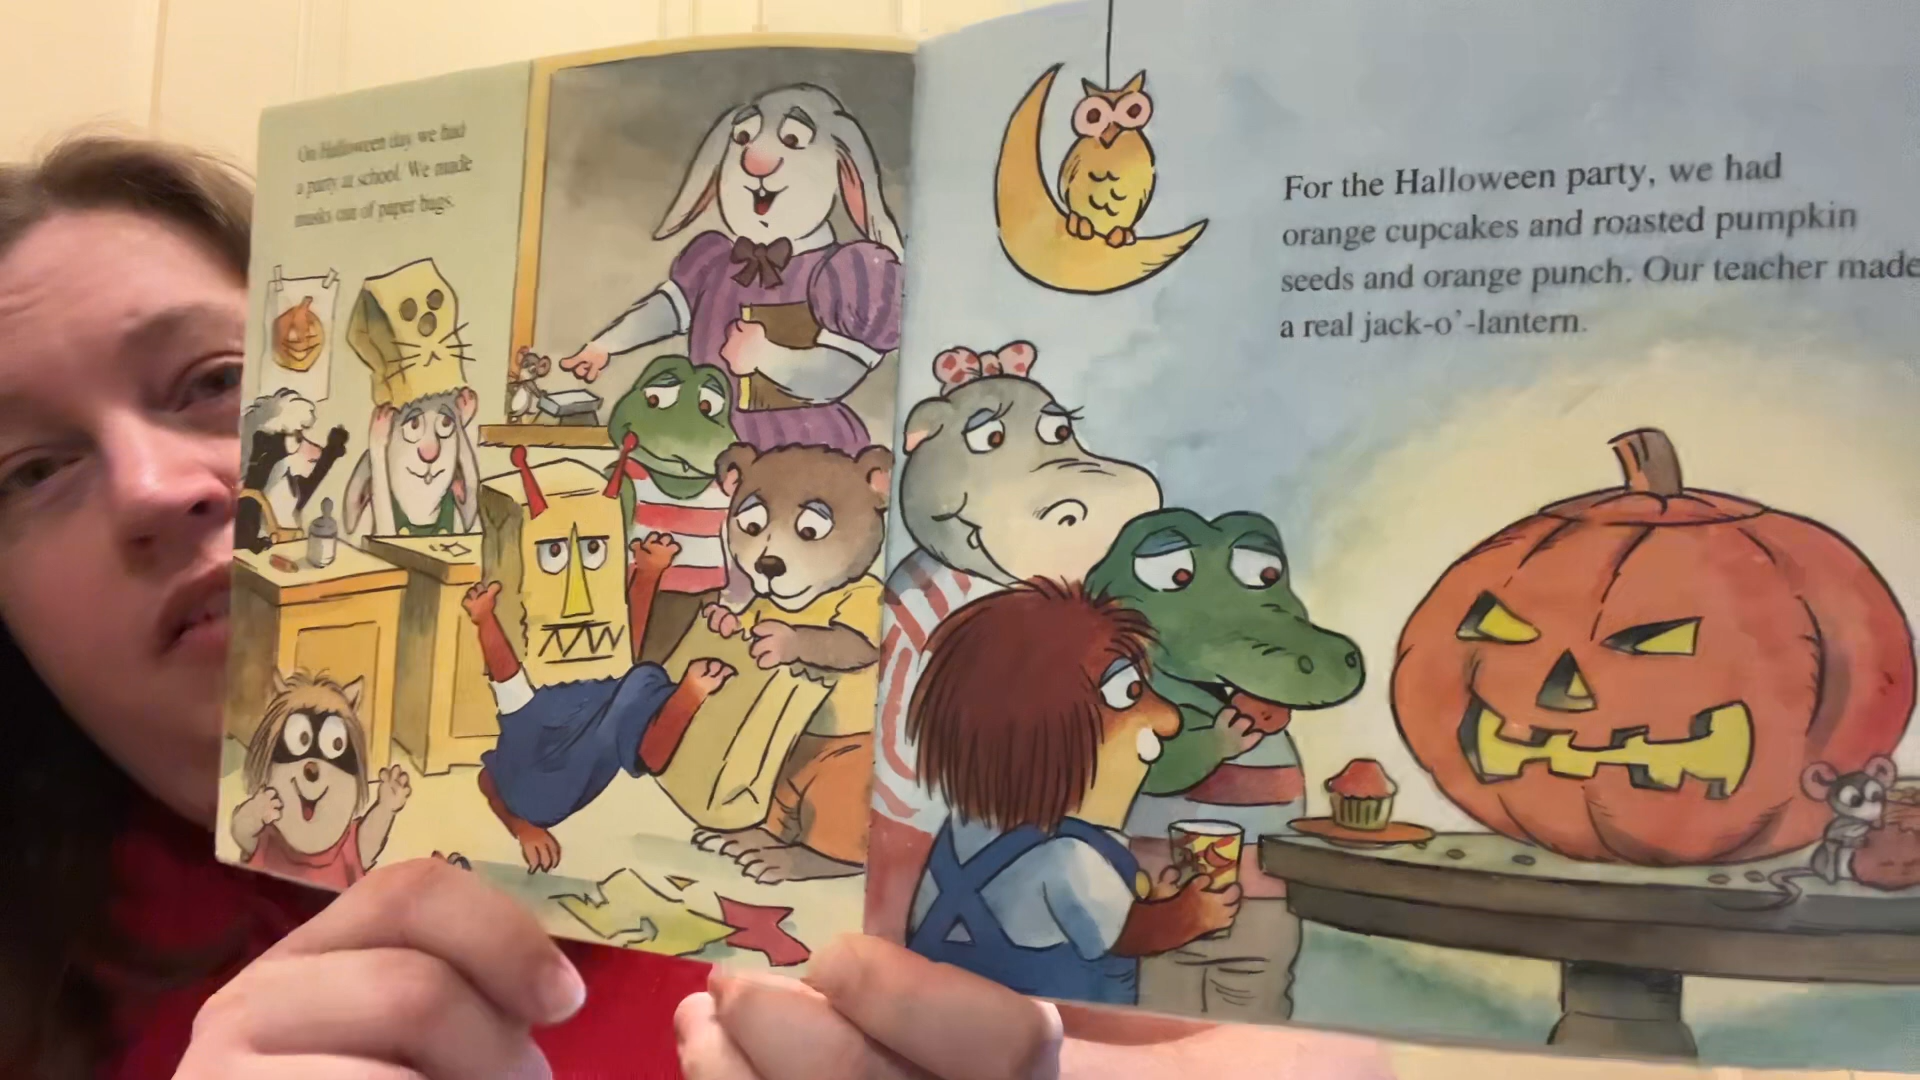 On Halloween day we had
a party at school. We made
masks out of paper bags.
For the Halloween party, we had
orange cupcakes and roasted pumpkin
seeds and orange punch. Our teacher made
a real jack-o'-lantern.